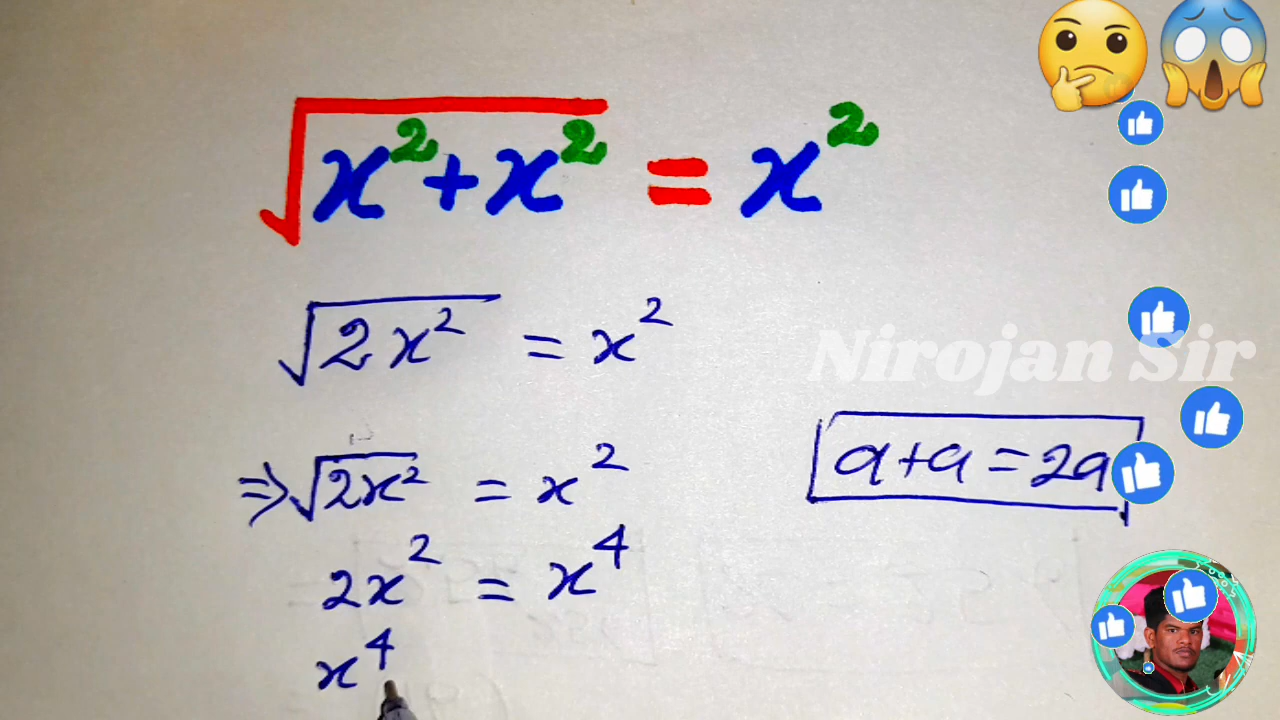 √(x²+x²) = x²
√(2x²) = x²
Nirojan Sir
⇒ √(2x²) = x²
a+a=2a
2x² = x⁴
x⁴